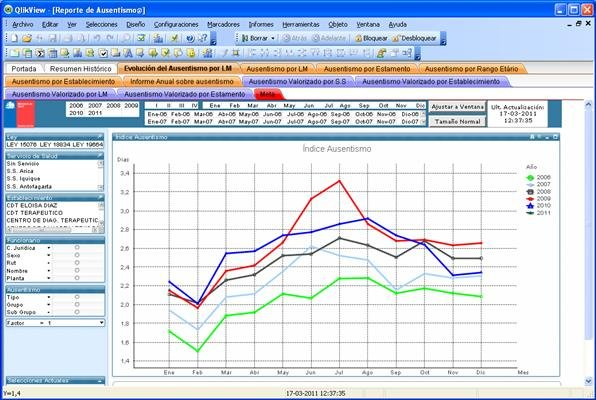 QlikView - [Reporte de Ausentismo@]
Archivo Editar Ver Selecciones Diseño Configuraciones Marcadores Informes Herramientas Objeto Ventana Ayuda
Borrar Atrás Adelante Bloquear Desbloquear
Portada Resumen Histórico Evolución del Ausentismo por LM Ausentismo por LM Ausentismo por Estamento Ausentismo por Rango Etário
Ausentismo por Establecimiento Informe Anual sobre ausentismo Ausentismo Valorizado por S.S Ausentismo Valorizado por Establecimiento
Ausentismo Valorizado por LM Ausentismo Valorizado por Estamento Meta
2006 2007 2008 2009
2010 2011
I II III IV Ene Feb Mar Abr May Jun Jul Ago Sep Oct Nov Dic
Ene-06 Feb-06 Mar-06 Abr-06 May-06 Jun-06 Jul-06 Ago-06 Sep-06 Oct-06 Nov-06 Dic-06
Ene-07 Feb-07 Mar-07 Abr-07 May-07 Jun-07 Jul-07 Ago-07 Sep-07 Oct-07 Nov-07 Dic-07
Ajustar a Ventana
Tamaño Normal
Ult. Actualización:
17-03-2011
12:37:35
Ley
LEY 15076 LEY 18834 LEY 19664
Servicio de Salud
Sin Servicio
S.S. Arica
S.S. Iquique
S.S. Antofagasta
Establecimiento
CDT ELOISA DIAZ
CDT TERAPEUTICO
CENTRO DE DIAG. TERAPEUTIC
Funcionario
C. Juridica
Sexo
Rut
Nombre
Planta
Ausentismo
Tipo
Grupo
Sub Grupo
Factor = 1
Selecciones Actuales
Indice Ausentismo
Índice Ausentismo
Días
3,4
3,2
3,0
2,8
2,6
2,4
2,2
2,0
1,8
1,6
1,4
Ene Feb Mar Abr May Jun Jul Ago Sep Oct Nov Dic Mes
Año
2006
2007
2008
2009
2010
2011
Y=1,4 17-03-2011 12:37:35